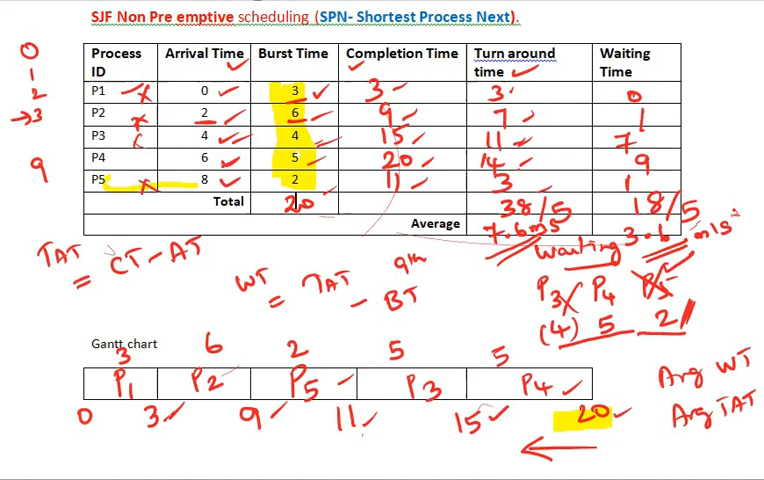 SJF Non Pre emptive scheduling (SPN- Shortest Process Next).
0
1
2
→3
9
Process ID Arrival Time Burst Time Completion Time Turn around time Waiting Time
P1 0 3 3 3 0
P2 2 6 9 7 1
P3 4 4 15 11 7
P4 6 5 20 14 9
P5 8 2 11 3 1
Total 20 38/5 18/5
Average 7.6ms 3.6 m/s
TAT = CT - AT
WT = TAT - BT
9th
Waiting
P3 P4 P5
(4) 5 2
Gantt chart
3 6 2 5 5
P1 P2 P5 P3 P4
0 3 9 11 15 20
Avg WT
Avg TAT